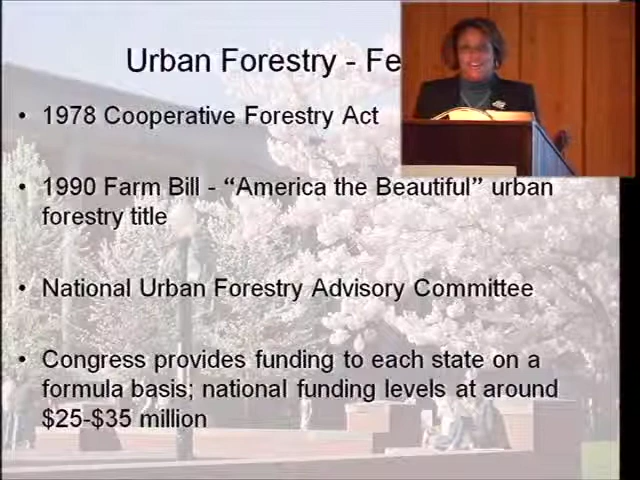 Urban Forestry - Fe
• 1978 Cooperative Forestry Act
• 1990 Farm Bill - “America the Beautiful” urban
forestry title
• National Urban Forestry Advisory Committee
• Congress provides funding to each state on a
formula basis; national funding levels at around
$25-$35 million